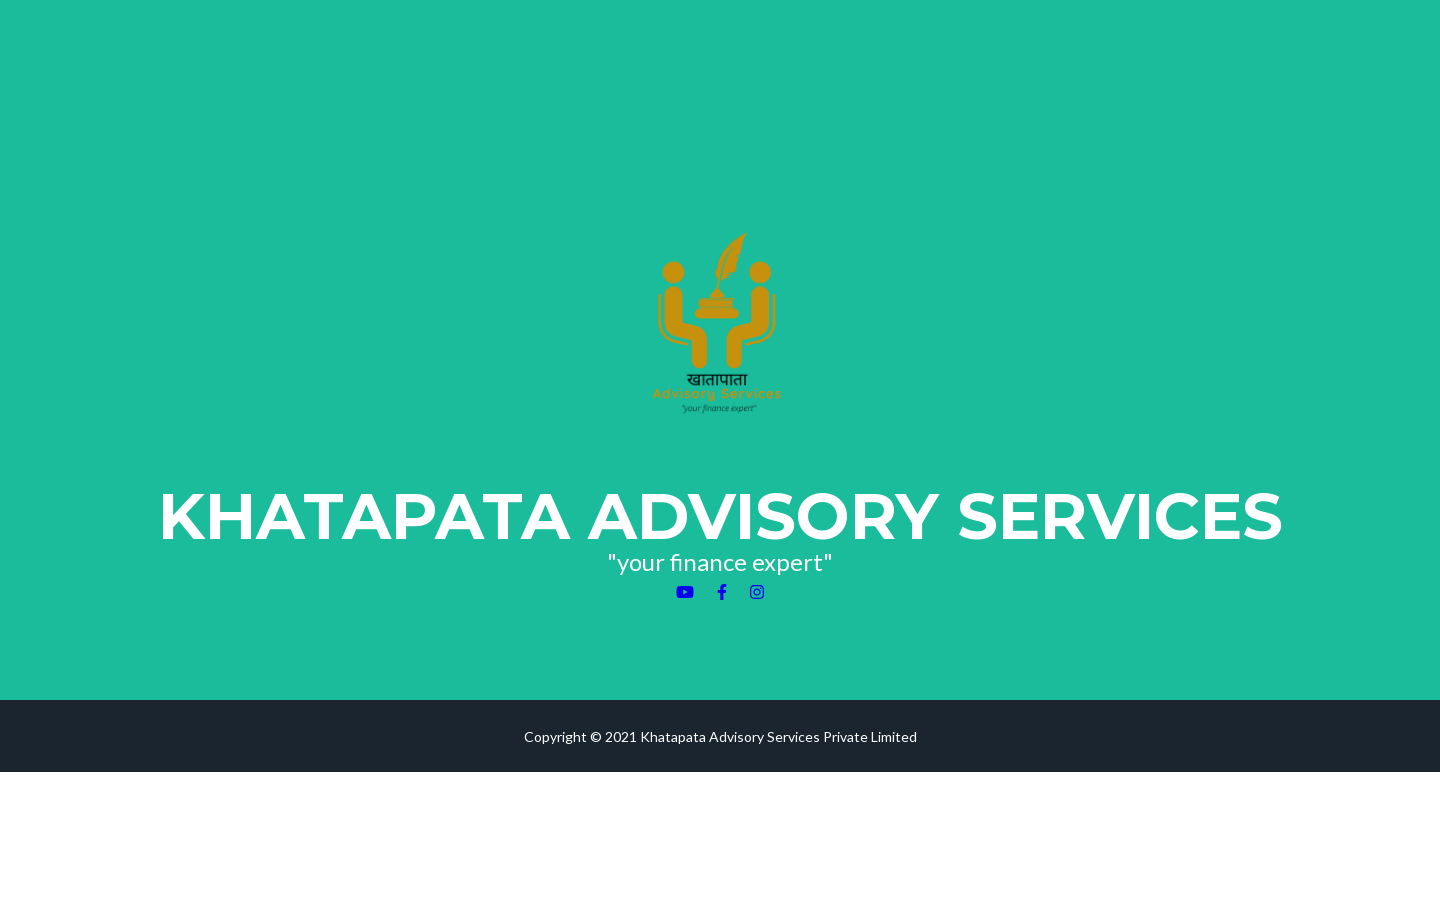 खातापाता
Advisory Services
"your finance expert"
KHATAPATA ADVISORY SERVICES
"your finance expert"
Copyright © 2021 Khatapata Advisory Services Private Limited